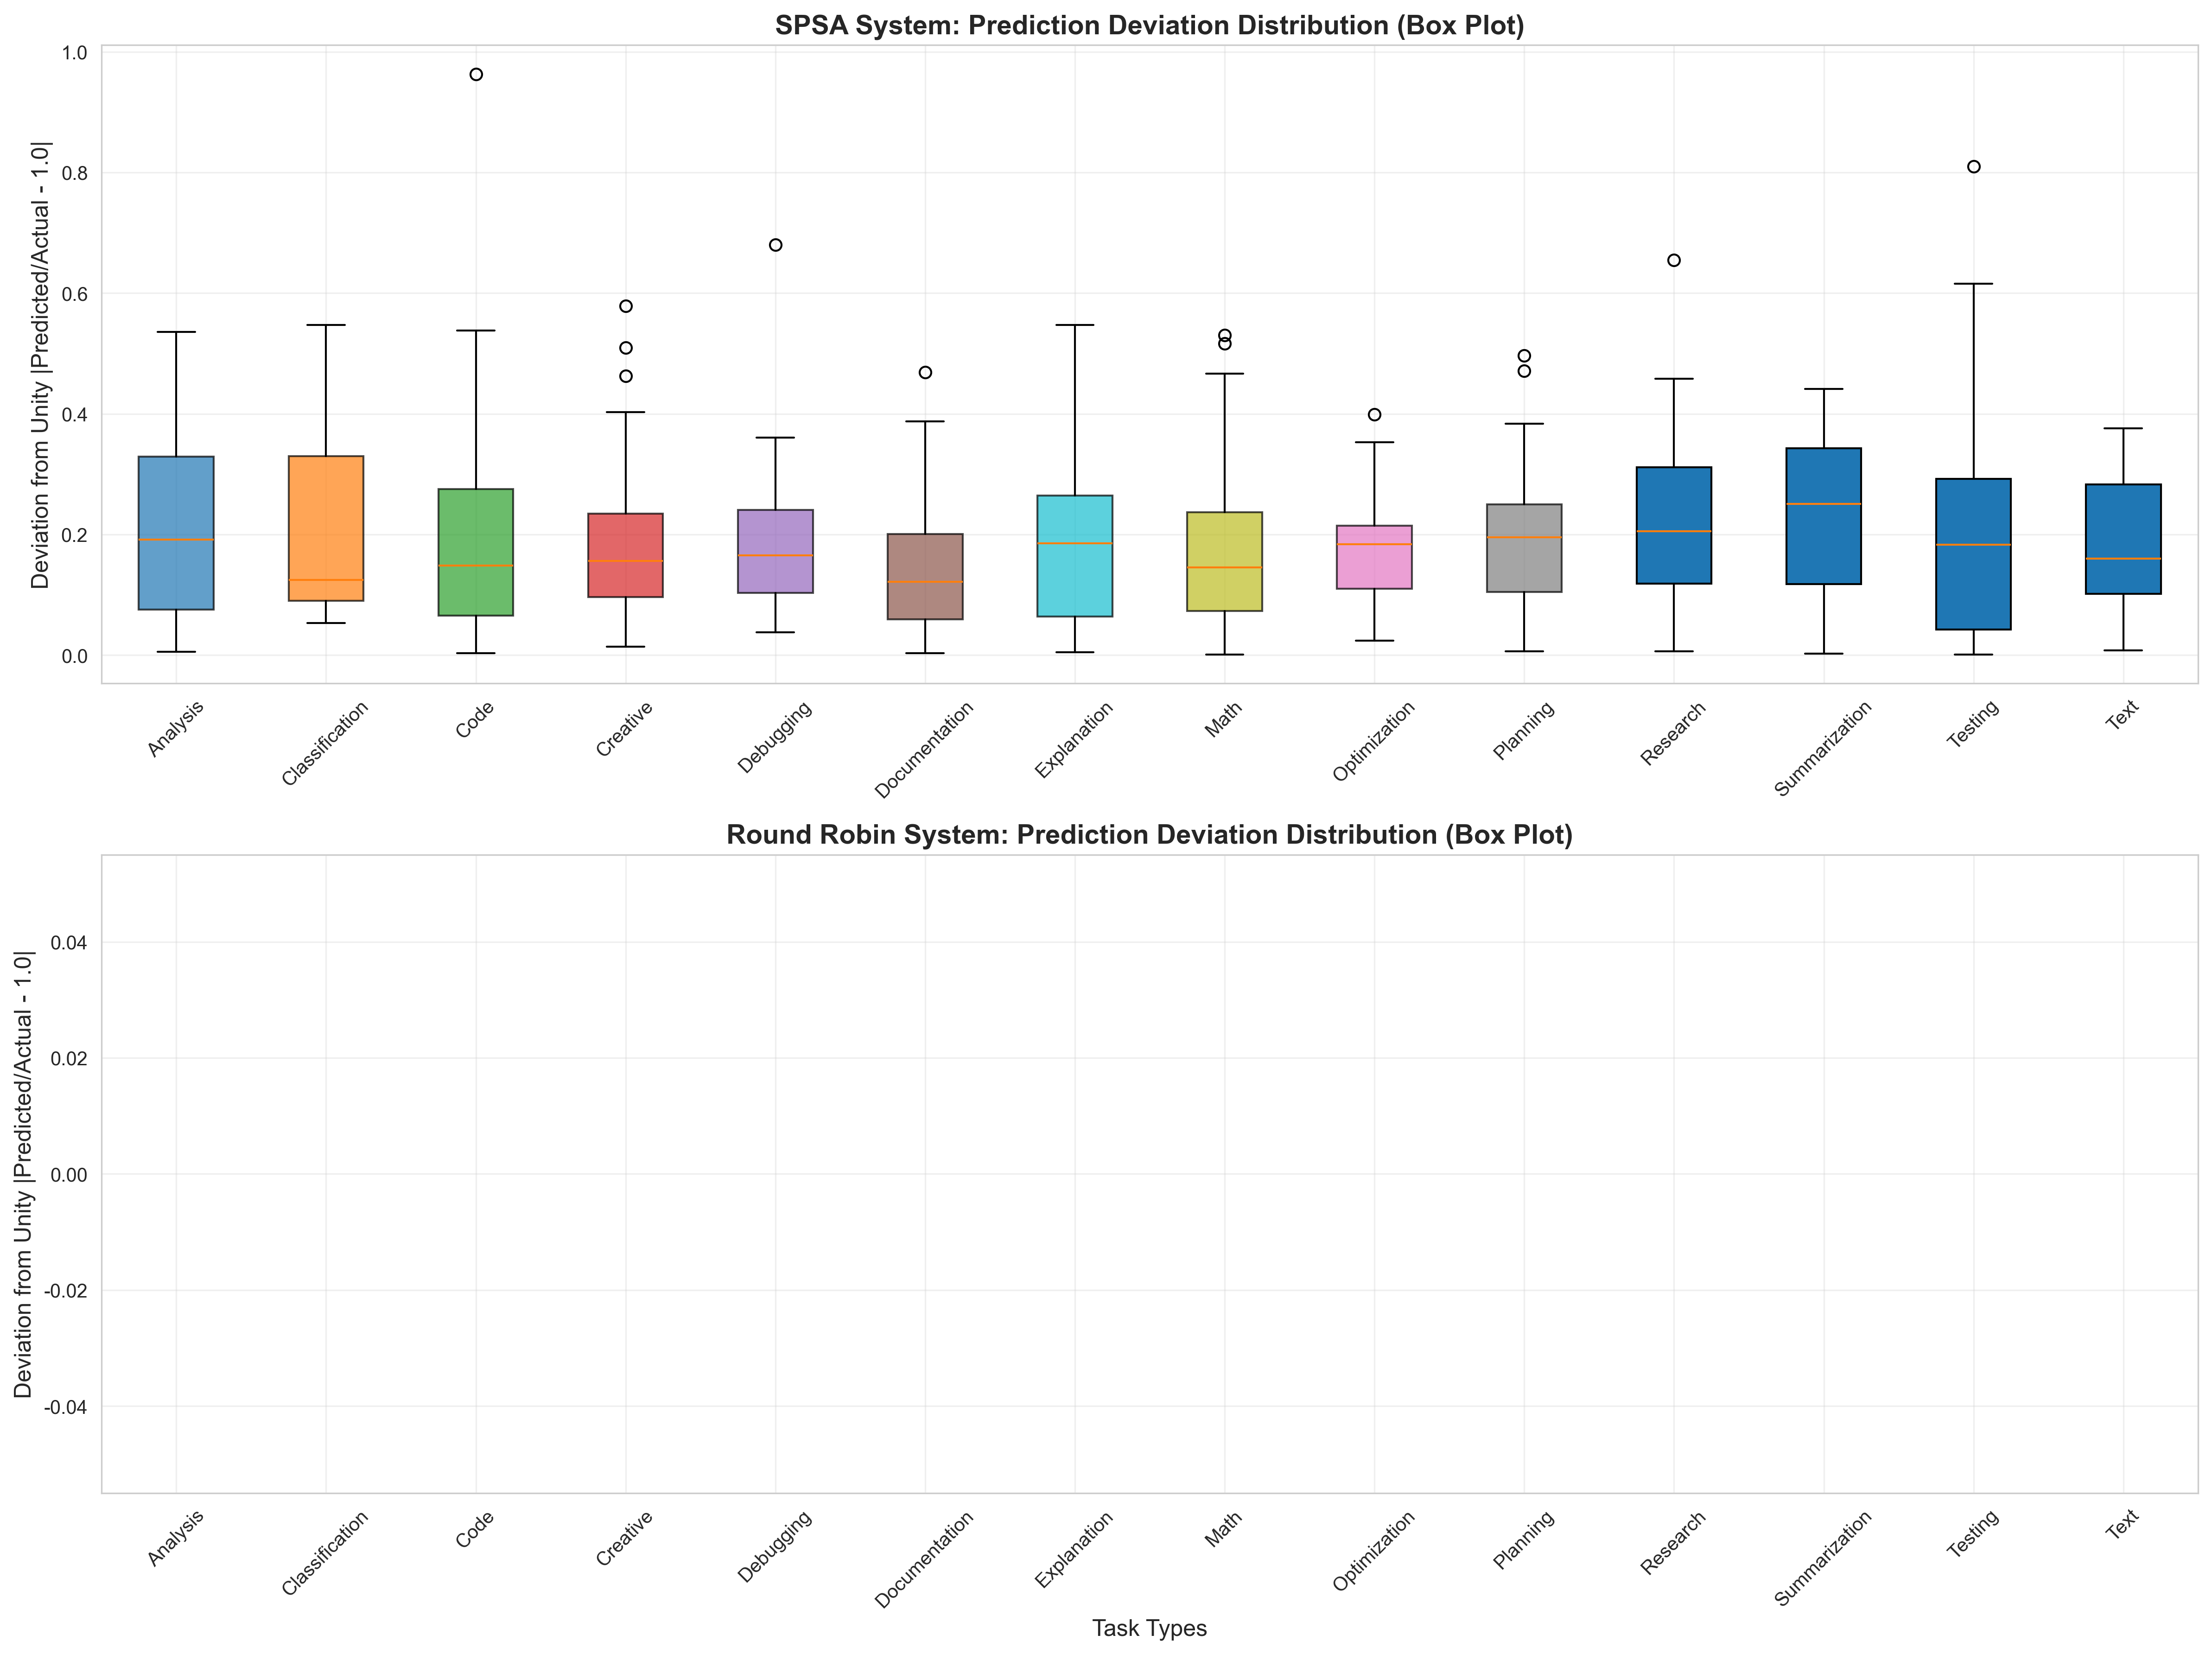 SPSA System: Prediction Deviation Distribution (Box Plot)
Deviation from Unity |Predicted/Actual - 1.0|
1.0
0.8
0.6
0.4
0.2
0.0
Analysis
Classification
Code
Creative
Debugging
Documentation
Explanation
Math
Optimization
Planning
Research
Summarization
Testing
Text
Round Robin System: Prediction Deviation Distribution (Box Plot)
Deviation from Unity |Predicted/Actual - 1.0|
0.04
0.02
0.00
-0.02
-0.04
Analysis
Classification
Code
Creative
Debugging
Documentation
Explanation
Math
Optimization
Planning
Research
Summarization
Testing
Text
Task Types